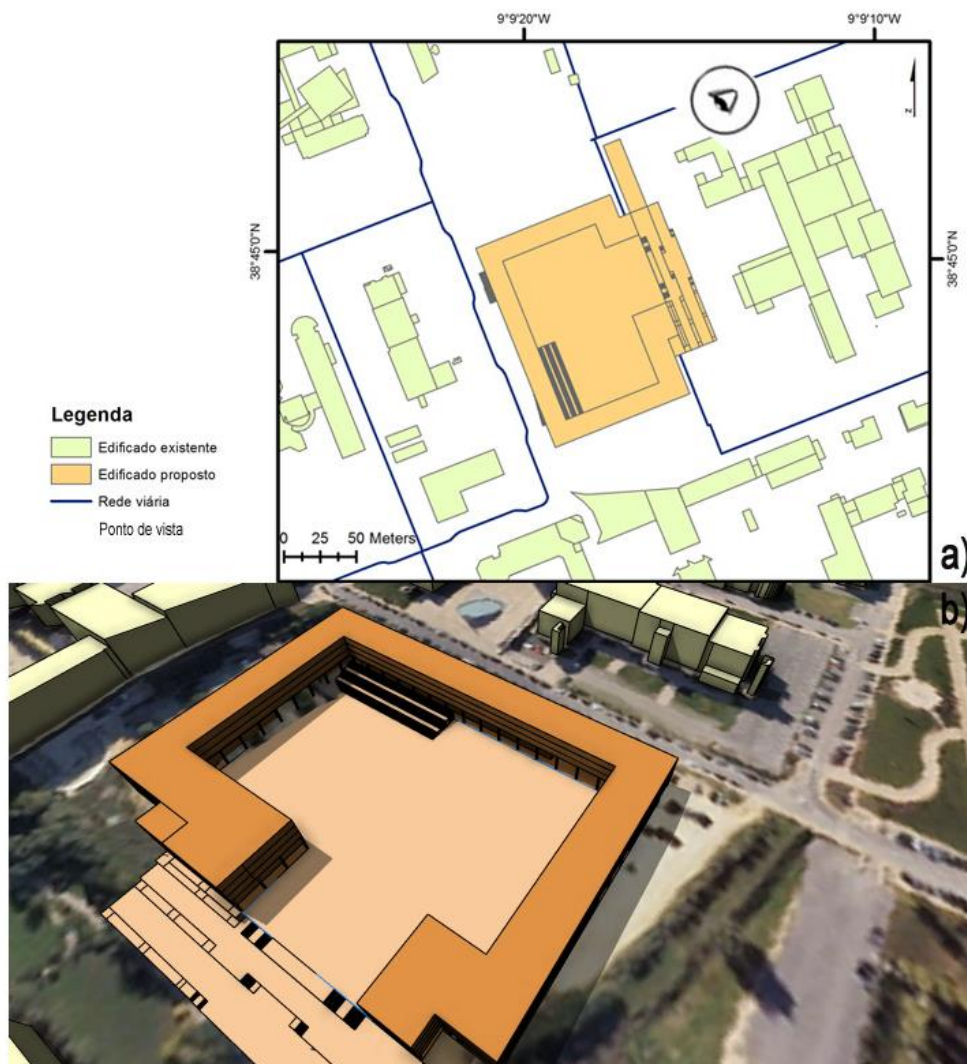 9°9'20"W 9°9'10"W
z
38°45'0"N 38°45'0"N
Legenda
Edificado existente
Edificado proposto
Rede viária
Ponto de vista
0 25 50 Meters
a)
b)